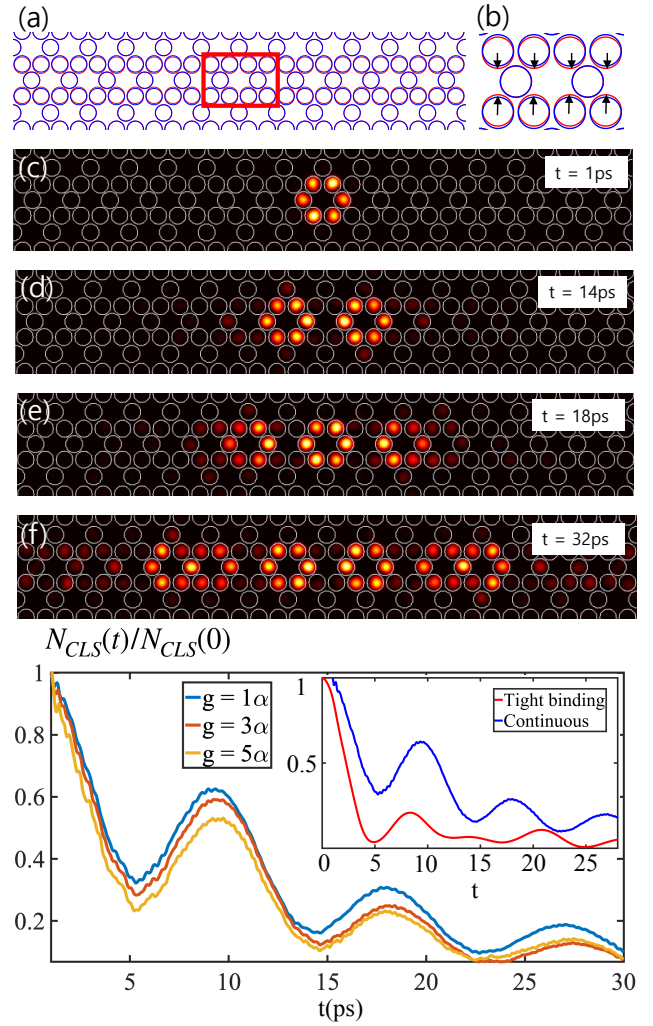 (a)
(b)
(c)
t = 1ps
(d)
t = 14ps
(e)
t = 18ps
(f)
t = 32ps
N_CLS(t)/N_CLS(0)
1
0.8
0.6
0.4
0.2
5
10
15
20
25
30
t(ps)
g = 1α
g = 3α
g = 5α
1
0.5
0
5
10
15
20
25
t
Tight binding
Continuous